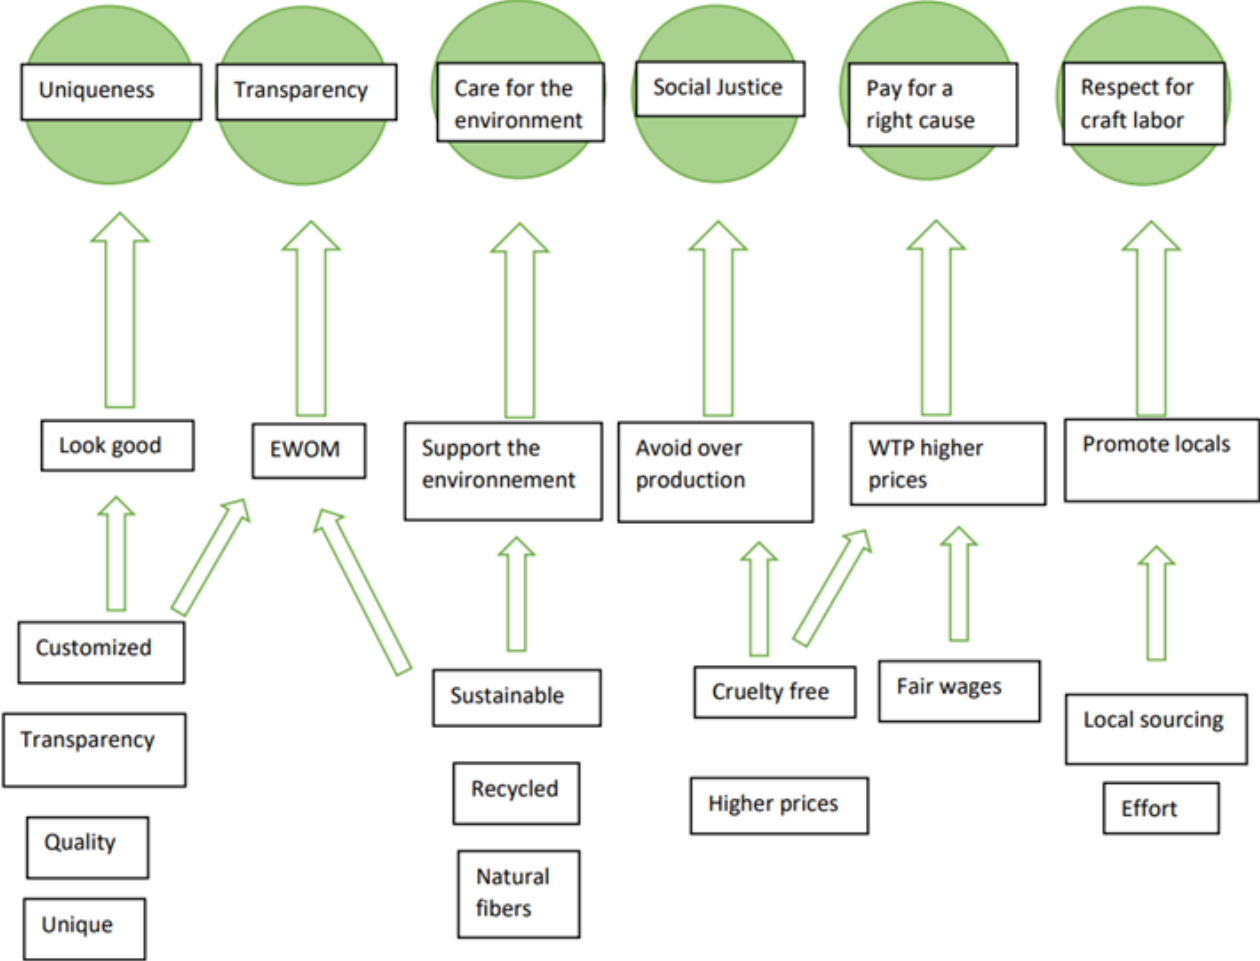 Uniqueness
Transparency
Care for the
environment
Social Justice
Pay for a
right cause
Respect for
craft labor
Look good
EWOM
Support the
environnement
Avoid over
production
WTP higher
prices
Promote locals
Customized
Transparency
Quality
Unique
Sustainable
Recycled
Natural
fibers
Cruelty free
Higher prices
Fair wages
Local sourcing
Effort